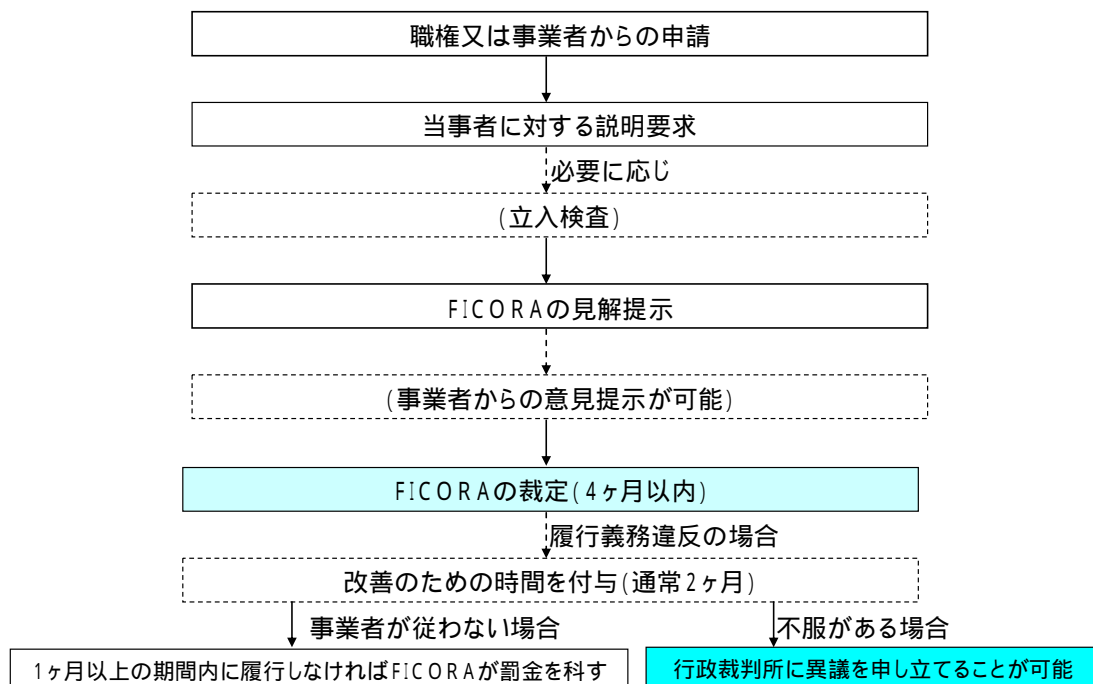 職権又は事業者からの申請
当事者に対する説明要求
必要に応じ
(立入検査)
FICORAの見解提示
(事業者からの意見提示が可能)
FICORAの裁定(4ヶ月以内)
履行義務違反の場合
改善のための時間を付与(通常2ヶ月)
事業者が従わない場合
不服がある場合
1ヶ月以上の期間内に履行しなければFICORAが罰金を科す
行政裁判所に異議を申し立てることが可能